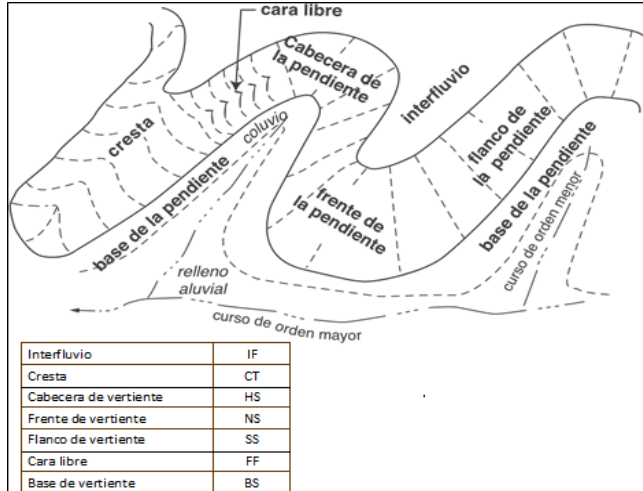 cara libre
Cabecera de
la pendiente
interfluvio
cresta
coluvio
flanco de
la pendiente
base de la pendiente
frente de
la pendiente
base de la pendiente
curso de orden menor
relleno
aluvial
curso de orden mayor
Interfluvio IF
Cresta CT
Cabecera de vertiente HS
Frente de vertiente NS
Flanco de vertiente SS
Cara libre FF
Base de vertiente BS